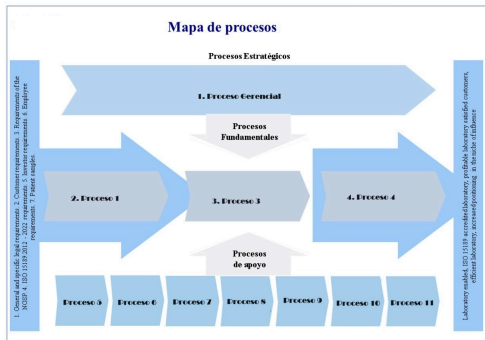 Mapa de procesos
Procesos Estratégicos
1. Proceso Gerencial
Procesos
Fundamentales
1. General and specific legal requirements 2. Customer requirements 3. Requirements of the
NOEIP 4. ISO 15189 2012 - 2022 requirements 5. Investor requirements 6. Employee
requirements. 7. Patient samples.
2. Proceso 1
3. Proceso 3
4. Proceso 4
Laboratory enabled, ISO 15189 accredited laboratory, profitable laboratory satisfied customers,
efficient laboratory, increased positioning in the niche of influence
Procesos
de apoyo
Proceso 5
Proceso 6
Proceso 7
Proceso 8
Proceso 9
Proceso 10
Proceso 11